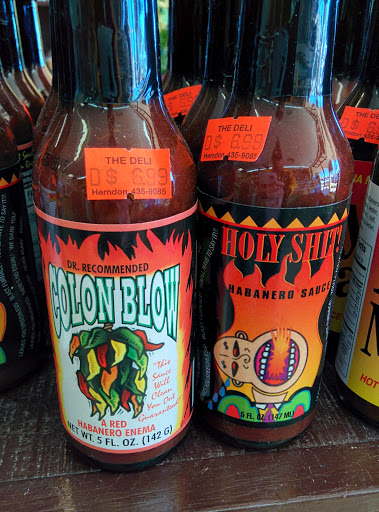 THE DELI
D$ 6.99
Herndon 435-9085
DR. RECOMMENDED
COLON BLOW
"This
Sauce
Will
Clean
You Out
Guaranteed"
A RED
HABANERO ENEMA
NET WT. 5 FL. OZ. (142 G)
THE DELI
D$ 6.99
Herndon 435-9085
HOLY SHIT!
HABANERO SAUCE
5 FL. OZ. (147 ML)
THE DELI
HOT